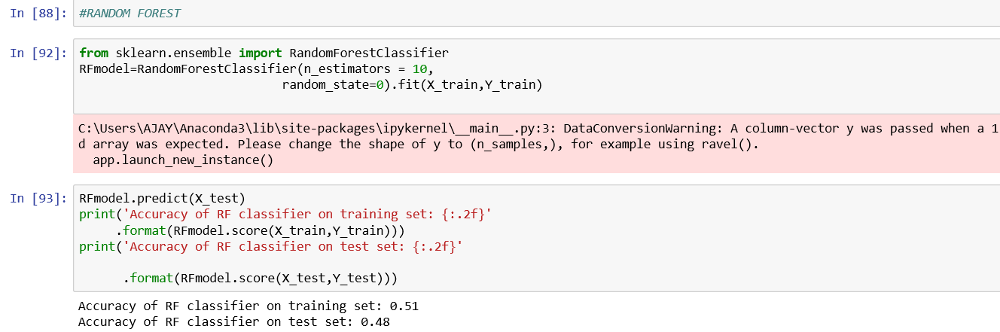 In [88]: #RANDOM FOREST
In [92]: from sklearn.ensemble import RandomForestClassifier
RFmodel=RandomForestClassifier(n_estimators = 10,
random_state=0).fit(X_train,Y_train)
C:\Users\AJAY\Anaconda3\lib\site-packages\ipykernel\__main__.py:3: DataConversionWarning: A column-vector y was passed when a 1
d array was expected. Please change the shape of y to (n_samples,), for example using ravel().
app.launch_new_instance()
In [93]: RFmodel.predict(X_test)
print('Accuracy of RF classifier on training set: {:.2f}'
.format(RFmodel.score(X_train,Y_train)))
print('Accuracy of RF classifier on test set: {:.2f}'
.format(RFmodel.score(X_test,Y_test)))
Accuracy of RF classifier on training set: 0.51
Accuracy of RF classifier on test set: 0.48